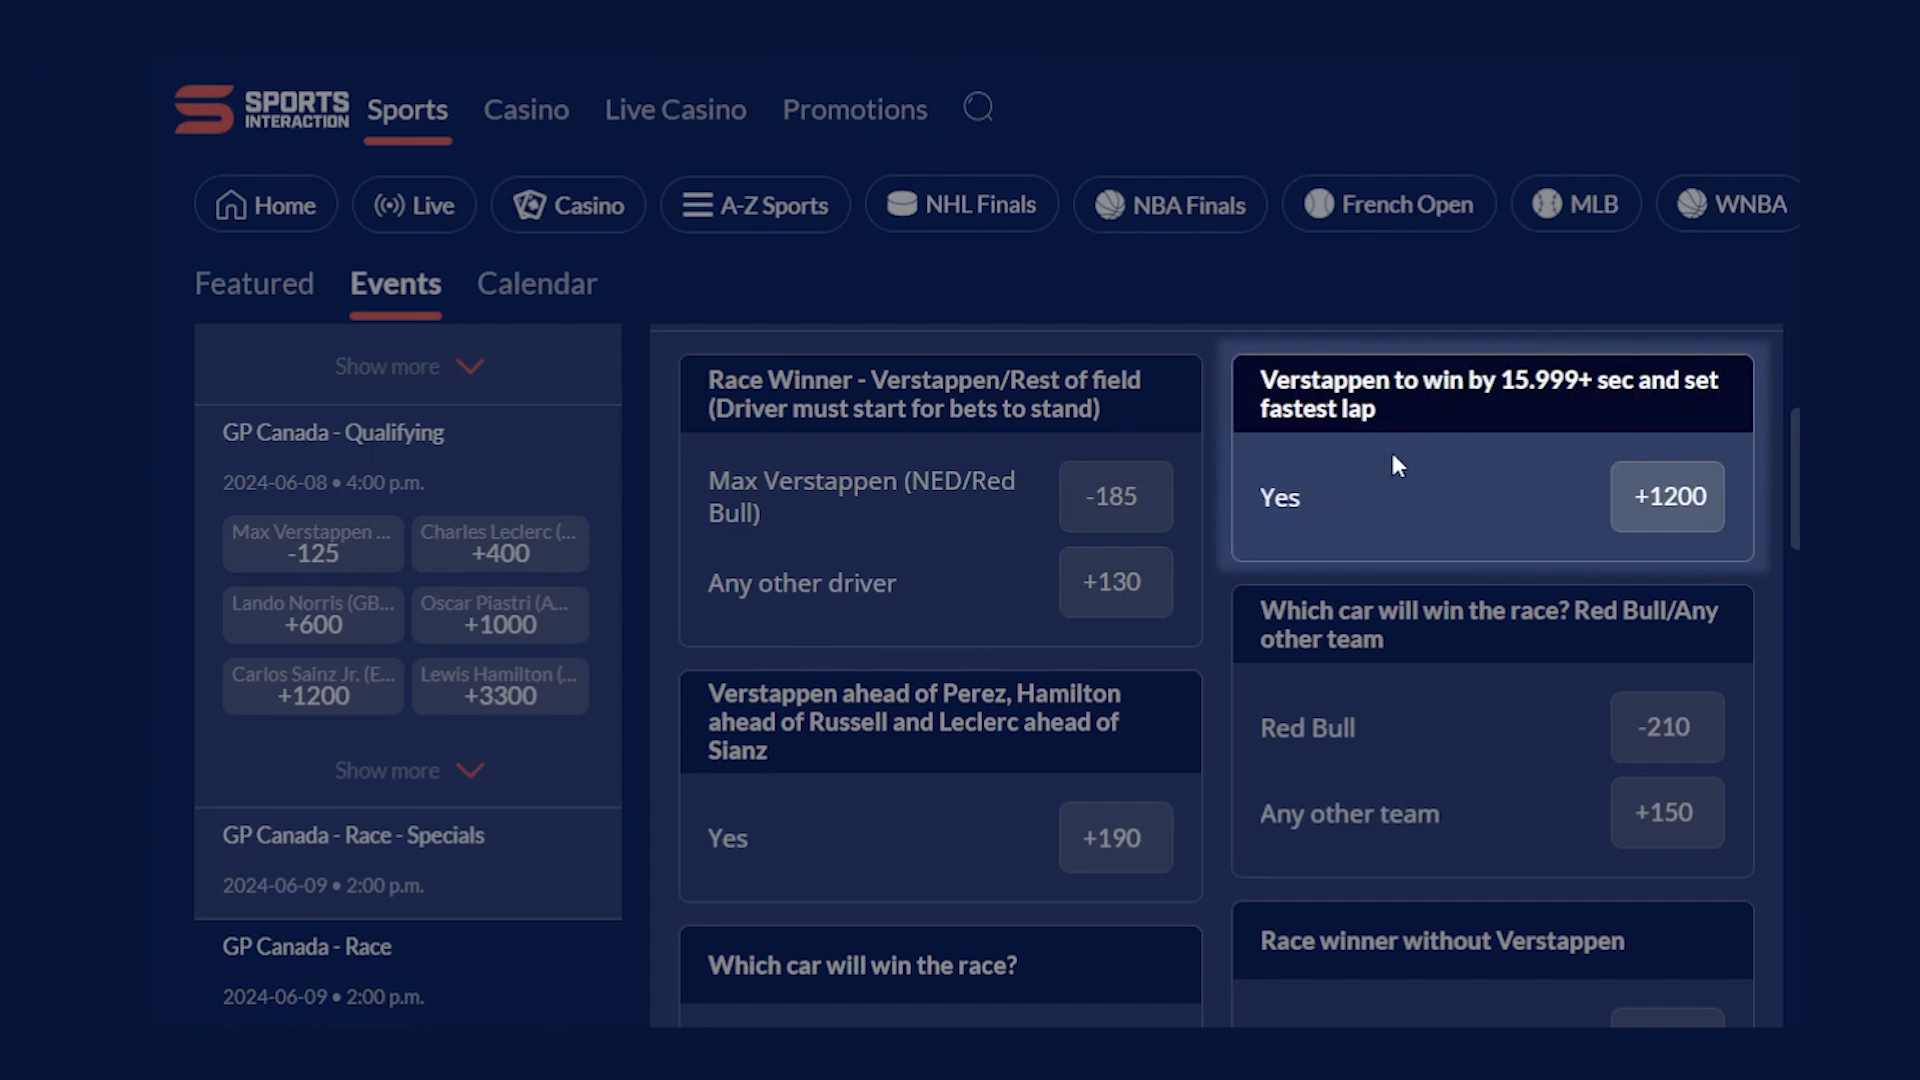 SPORTS
INTERACTION
Sports Casino Live Casino Promotions
Home Live Casino A-Z Sports NHL Finals NBA Finals French Open MLB WNBA
Featured Events Calendar
Show more
GP Canada - Qualifying
2024-06-08 • 4:00 p.m.
Max Verstappen ... Charles Leclerc (...
-125 +400
Lando Norris (GB... Oscar Piastri (A...
+600 +1000
Carlos Sainz Jr. (E... Lewis Hamilton (...
+1200 +3300
Show more
GP Canada - Race - Specials
2024-06-09 • 2:00 p.m.
GP Canada - Race
2024-06-09 • 2:00 p.m.
Race Winner - Verstappen/Rest of field
(Driver must start for bets to stand)
Max Verstappen (NED/Red
Bull)
-185
Any other driver +130
Verstappen ahead of Perez, Hamilton
ahead of Russell and Leclerc ahead of
Sianz
Yes +190
Which car will win the race?
Verstappen to win by 15.999+ sec and set
fastest lap
Yes +1200
Which car will win the race? Red Bull/Any
other team
Red Bull -210
Any other team +150
Race winner without Verstappen